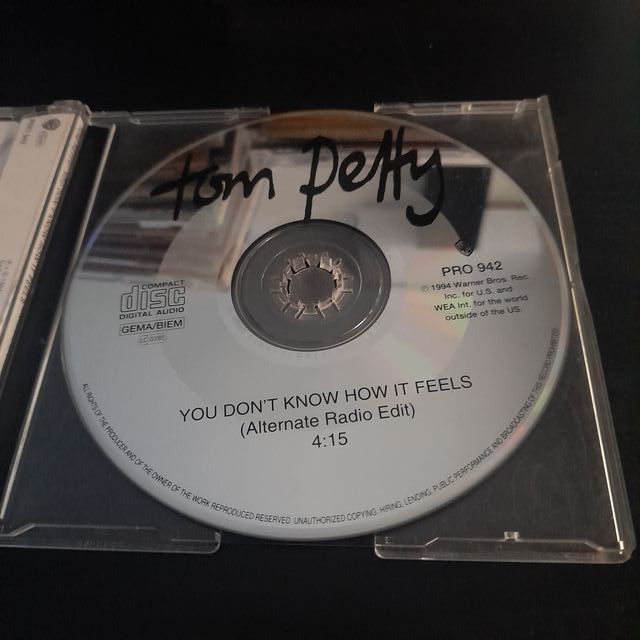 tom petty
COMPACT
disc
DIGITAL AUDIO
GEMA/BIEM
LC 0392
PRO 942
℗ 1994 Warner Bros. Rec.
Inc. for U.S. and
WEA Int. for the world
outside of the US.
YOU DON'T KNOW HOW IT FEELS
(Alternate Radio Edit)
4:15
ALL RIGHTS OF THE PRODUCER AND OF THE OWNER OF THE WORK REPRODUCED RESERVED. UNAUTHORIZED COPYING, HIRING, LENDING, PUBLIC PERFORMANCE AND BROADCASTING OF THIS RECORD PROHIBITED